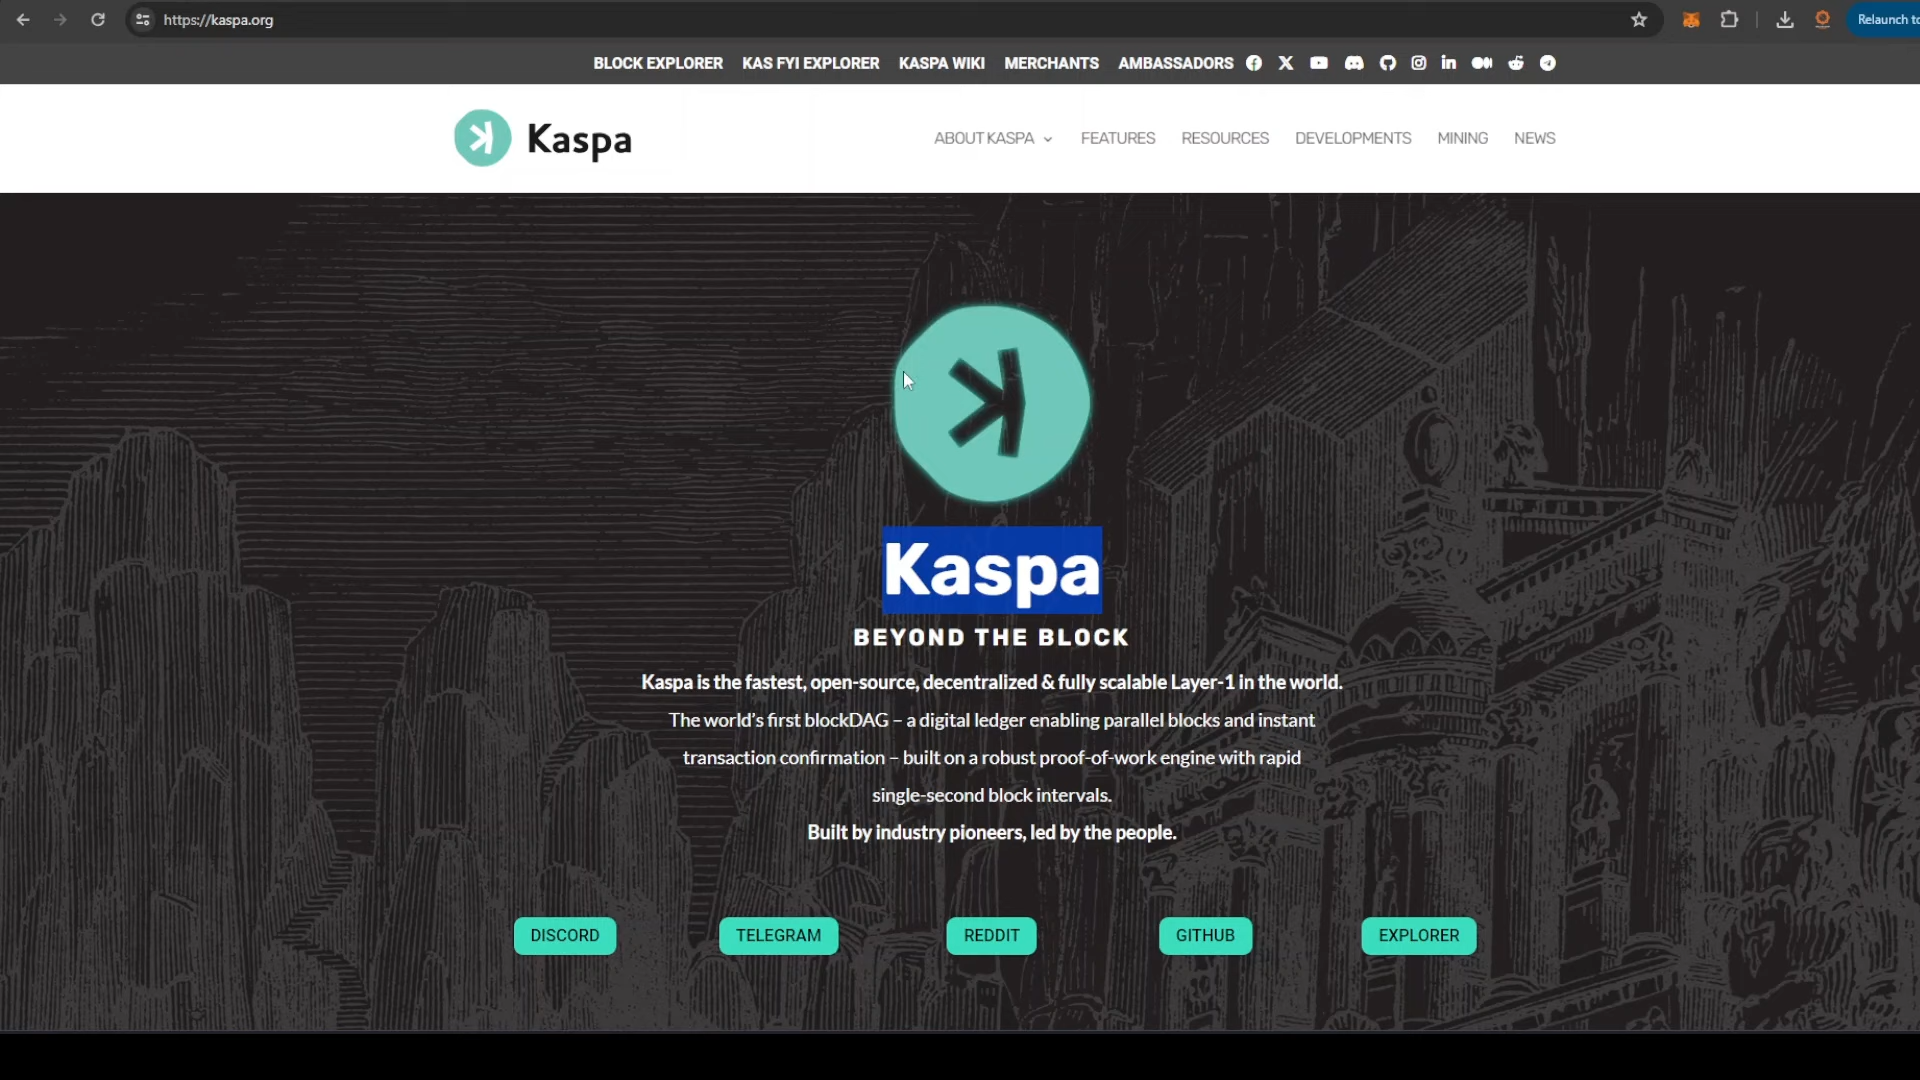 https://kaspa.org
Relaunch to
BLOCK EXPLORER KAS FYI EXPLORER KASPA WIKI MERCHANTS AMBASSADORS
Kaspa
ABOUT KASPA FEATURES RESOURCES DEVELOPMENTS MINING NEWS
Kaspa
BEYOND THE BLOCK
Kaspa is the fastest, open-source, decentralized & fully scalable Layer-1 in the world.
The world's first blockDAG – a digital ledger enabling parallel blocks and instant
transaction confirmation – built on a robust proof-of-work engine with rapid
single-second block intervals.
Built by industry pioneers, led by the people.
DISCORD TELEGRAM REDDIT GITHUB EXPLORER